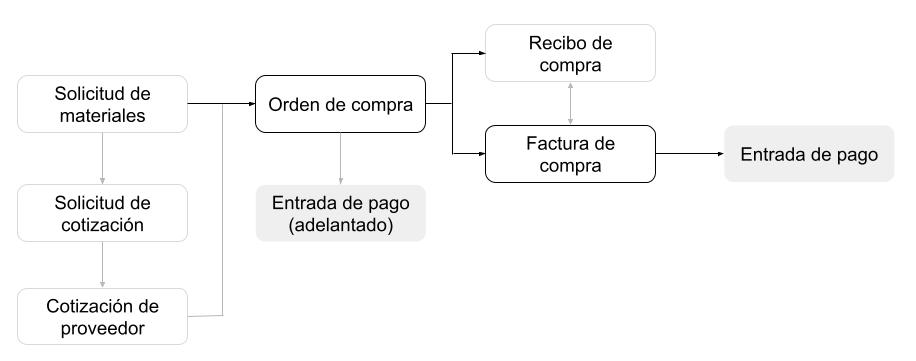 Solicitud de
materiales
Solicitud de
cotización
Cotización de
proveedor
Orden de compra
Entrada de pago
(adelantado)
Recibo de
compra
Factura de
compra
Entrada de pago